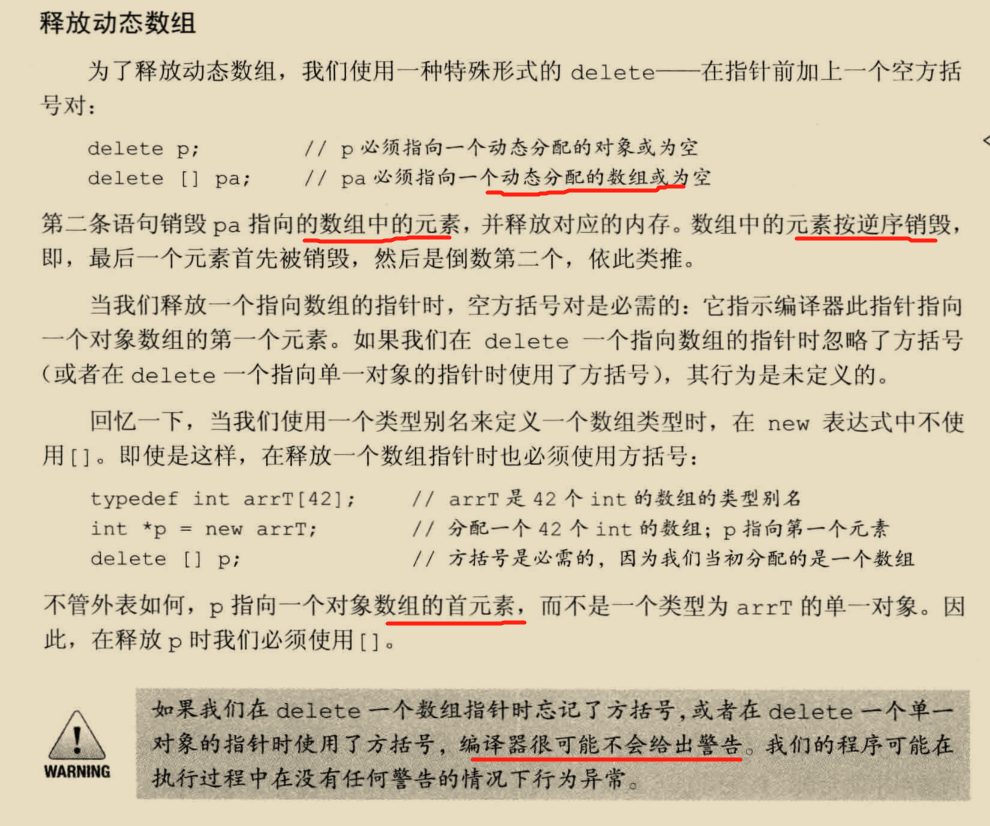 释放动态数组
为了释放动态数组，我们使用一种特殊形式的 delete——在指针前加上一个空方括
号对：
delete p; // p 必须指向一个动态分配的对象或为空
delete [] pa; // pa 必须指向一个动态分配的数组或为空
第二条语句销毁 pa 指向的数组中的元素，并释放对应的内存。数组中的元素按逆序销毁，
即，最后一个元素首先被销毁，然后是倒数第二个，依此类推。
当我们释放一个指向数组的指针时，空方括号对是必需的：它指示编译器此指针指向
一个对象数组的第一个元素。如果我们在 delete 一个指向数组的指针时忽略了方括号
（或者在 delete 一个指向单一对象的指针时使用了方括号），其行为是未定义的。
回忆一下，当我们使用一个类型别名来定义一个数组类型时，在 new 表达式中不使
用[]。即使是这样，在释放一个数组指针时也必须使用方括号：
typedef int arrT[42]; // arrT 是 42 个 int 的数组的类型别名
int *p = new arrT; // 分配一个 42 个 int 的数组；p 指向第一个元素
delete [] p; // 方括号是必需的，因为我们当初分配的是一个数组
不管外表如何，p 指向一个对象数组的首元素，而不是一个类型为 arrT 的单一对象。因
此，在释放 p 时我们必须使用[]。
如果我们在 delete 一个数组指针时忘记了方括号，或者在 delete 一个单一
对象的指针时使用了方括号，编译器很可能不会给出警告。我们的程序可能在
执行过程中在没有任何警告的情况下行为异常。
WARNING